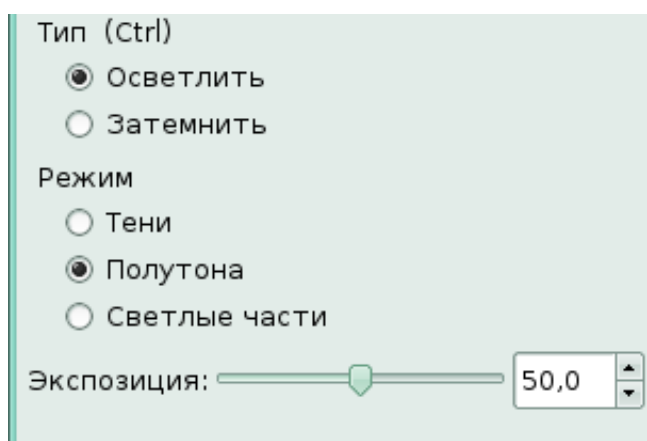 Тип (Ctrl)
Осветлить
Затемнить
Режим
Тени
Полутона
Светлые части
Экспозиция: 50,0